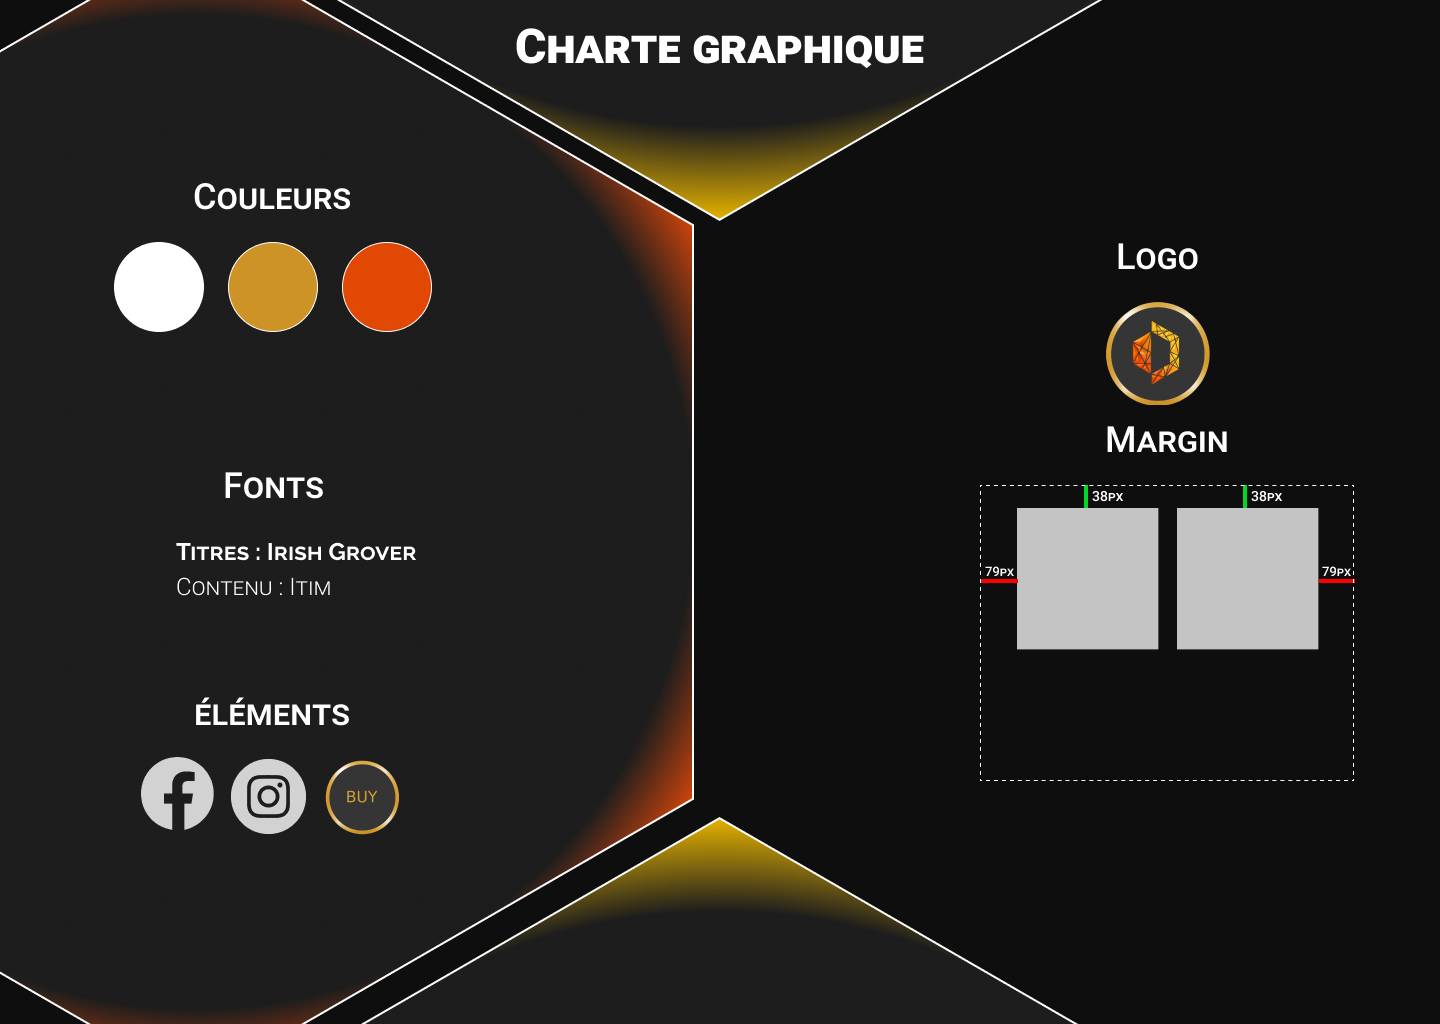 Charte graphique
Couleurs
Fonts
Titres : Irish Grover
Contenu : Itim
éléments
BUY
Logo
Margin
38px 38px
79px 79px